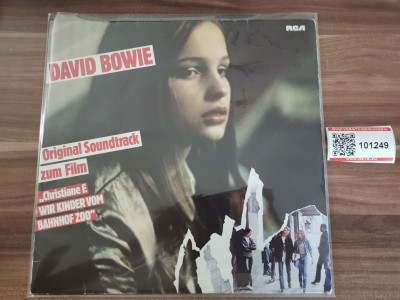 DAVID BOWIE
RCA
Original Soundtrack
zum Film
„Christiane F.
WIR KINDER VOM
BAHNHOF ZOO"
101249